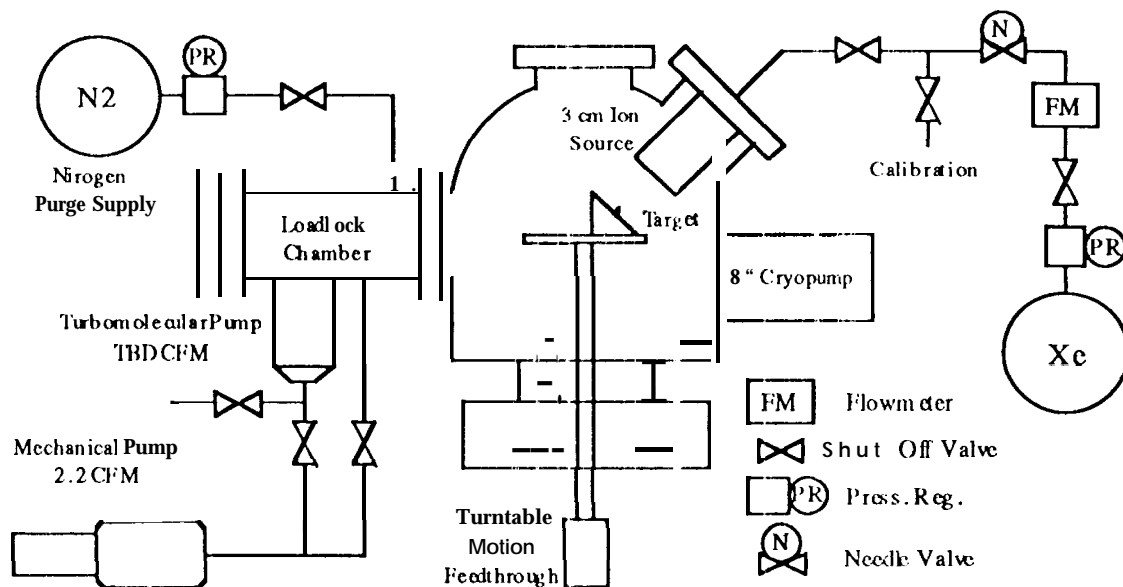 N2
PR
Nirogen
Purge Supply
1 .
Loadlock
Chamber
Turbomolecular Pump
TBD CFM
Mechanical Pump
2.2 CFM
3 cm Ion
Source
Target
8" Cryopump
Turntable
Motion
Feedthrough
N
FM
Calibration
PR
Xe
FM Flowmeter
Shut Off Valve
PR Press. Reg.
N Needle Valve